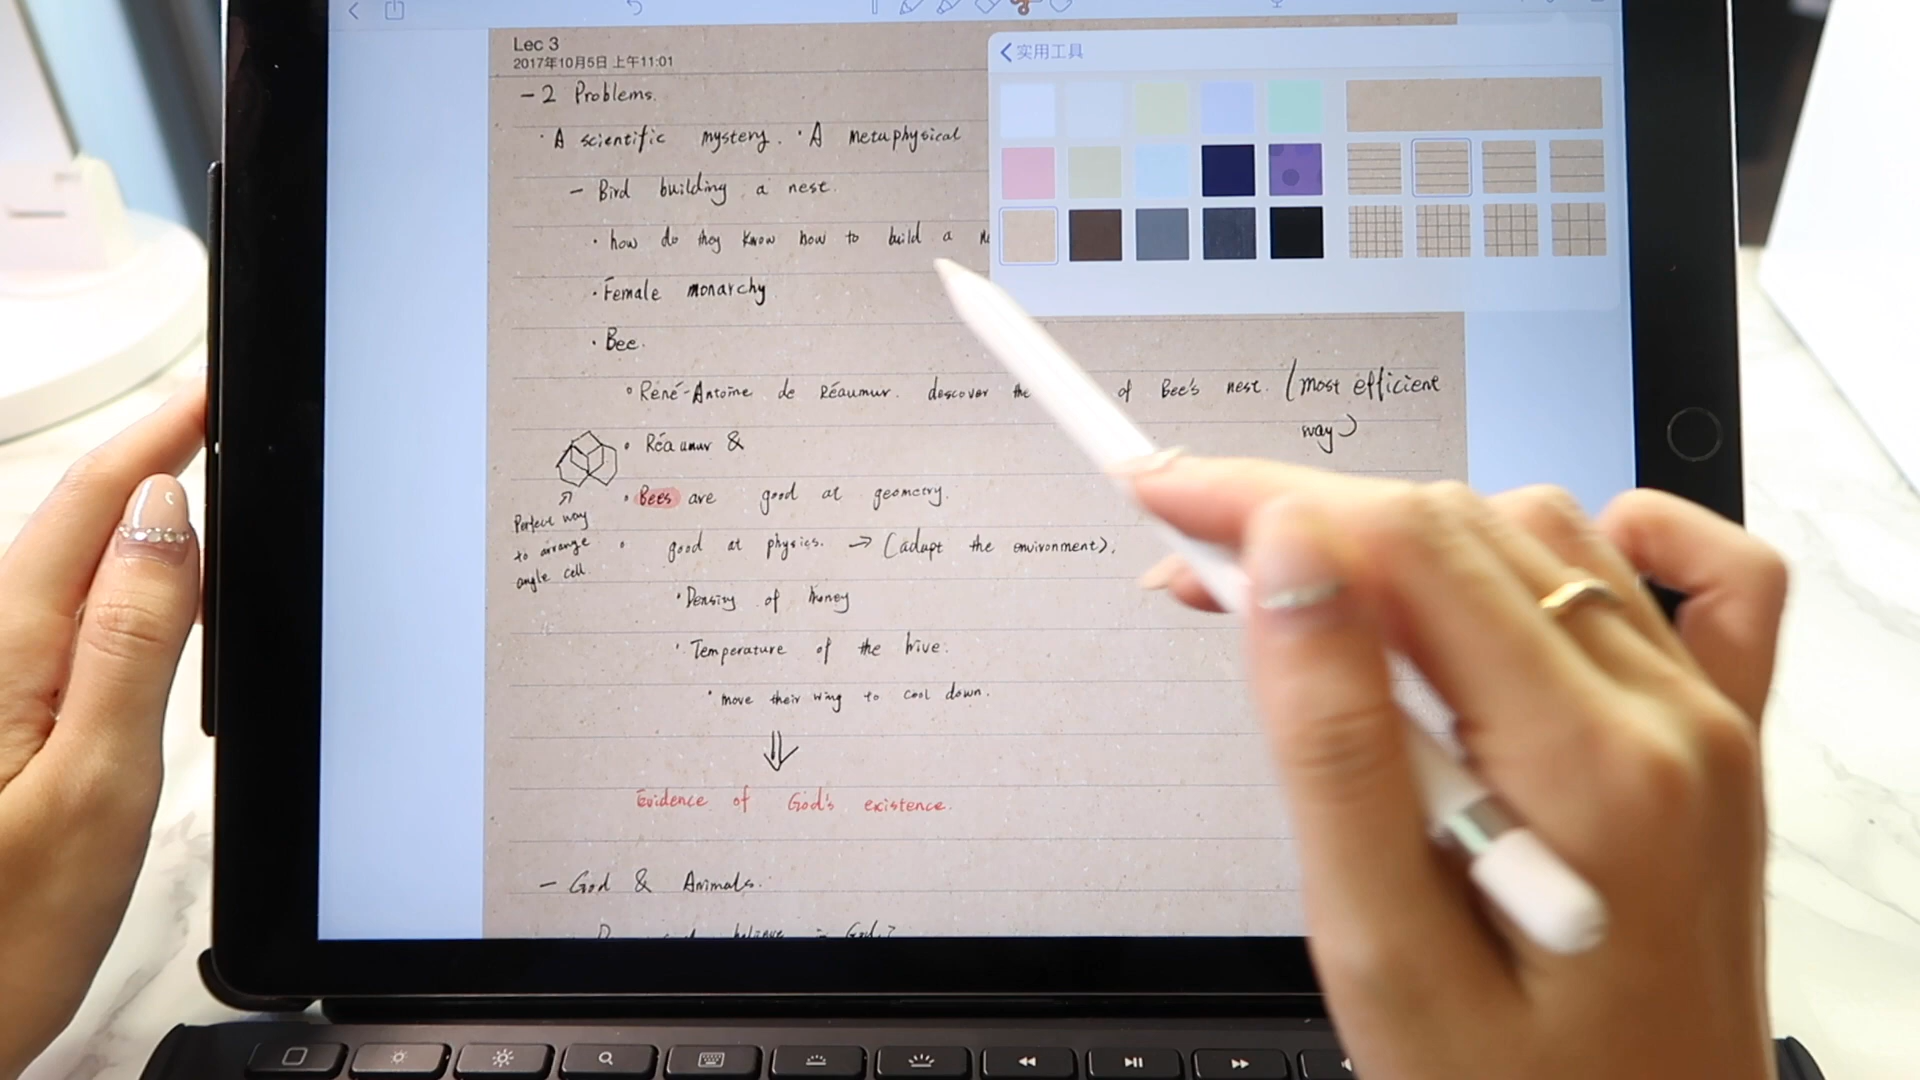 Lec 3
2017年10月5日 上午11:01
实用工具
- 2 Problems.
· A scientific mystery. · A metaphysical
- Bird building a nest.
· how do they know how to build a
· Female monarchy
· Bee.
° René-Antoine de Réaumur. descover the of Bee's nest. (most efficient
way)
· Réaumur &
· Bees are good at geometry.
Perfect way
to arrange
angle cell
· good at physics. → (adapt the environment),
· Density of honey
· Temperature of the hive.
· move their wing to cool down.
⇓
Evidence of God's existence.
- God & Animals.
God?